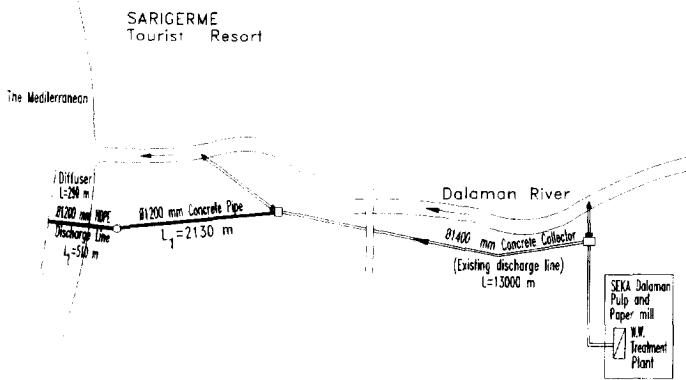 SARIGERME
Tourist Resort
The Mediterranean
Diffuser
L=290 m
Ø1200 mm HDPE
Discharge Line
Ø1200 mm Concrete Pipe
L1=2130 m
Dalaman River
Ø1400 mm Concrete Collector
(Existing discharge line)
L=13000 m
SEKA Dalaman
Pulp and
Paper mill
W.W.
Treatment
Plant